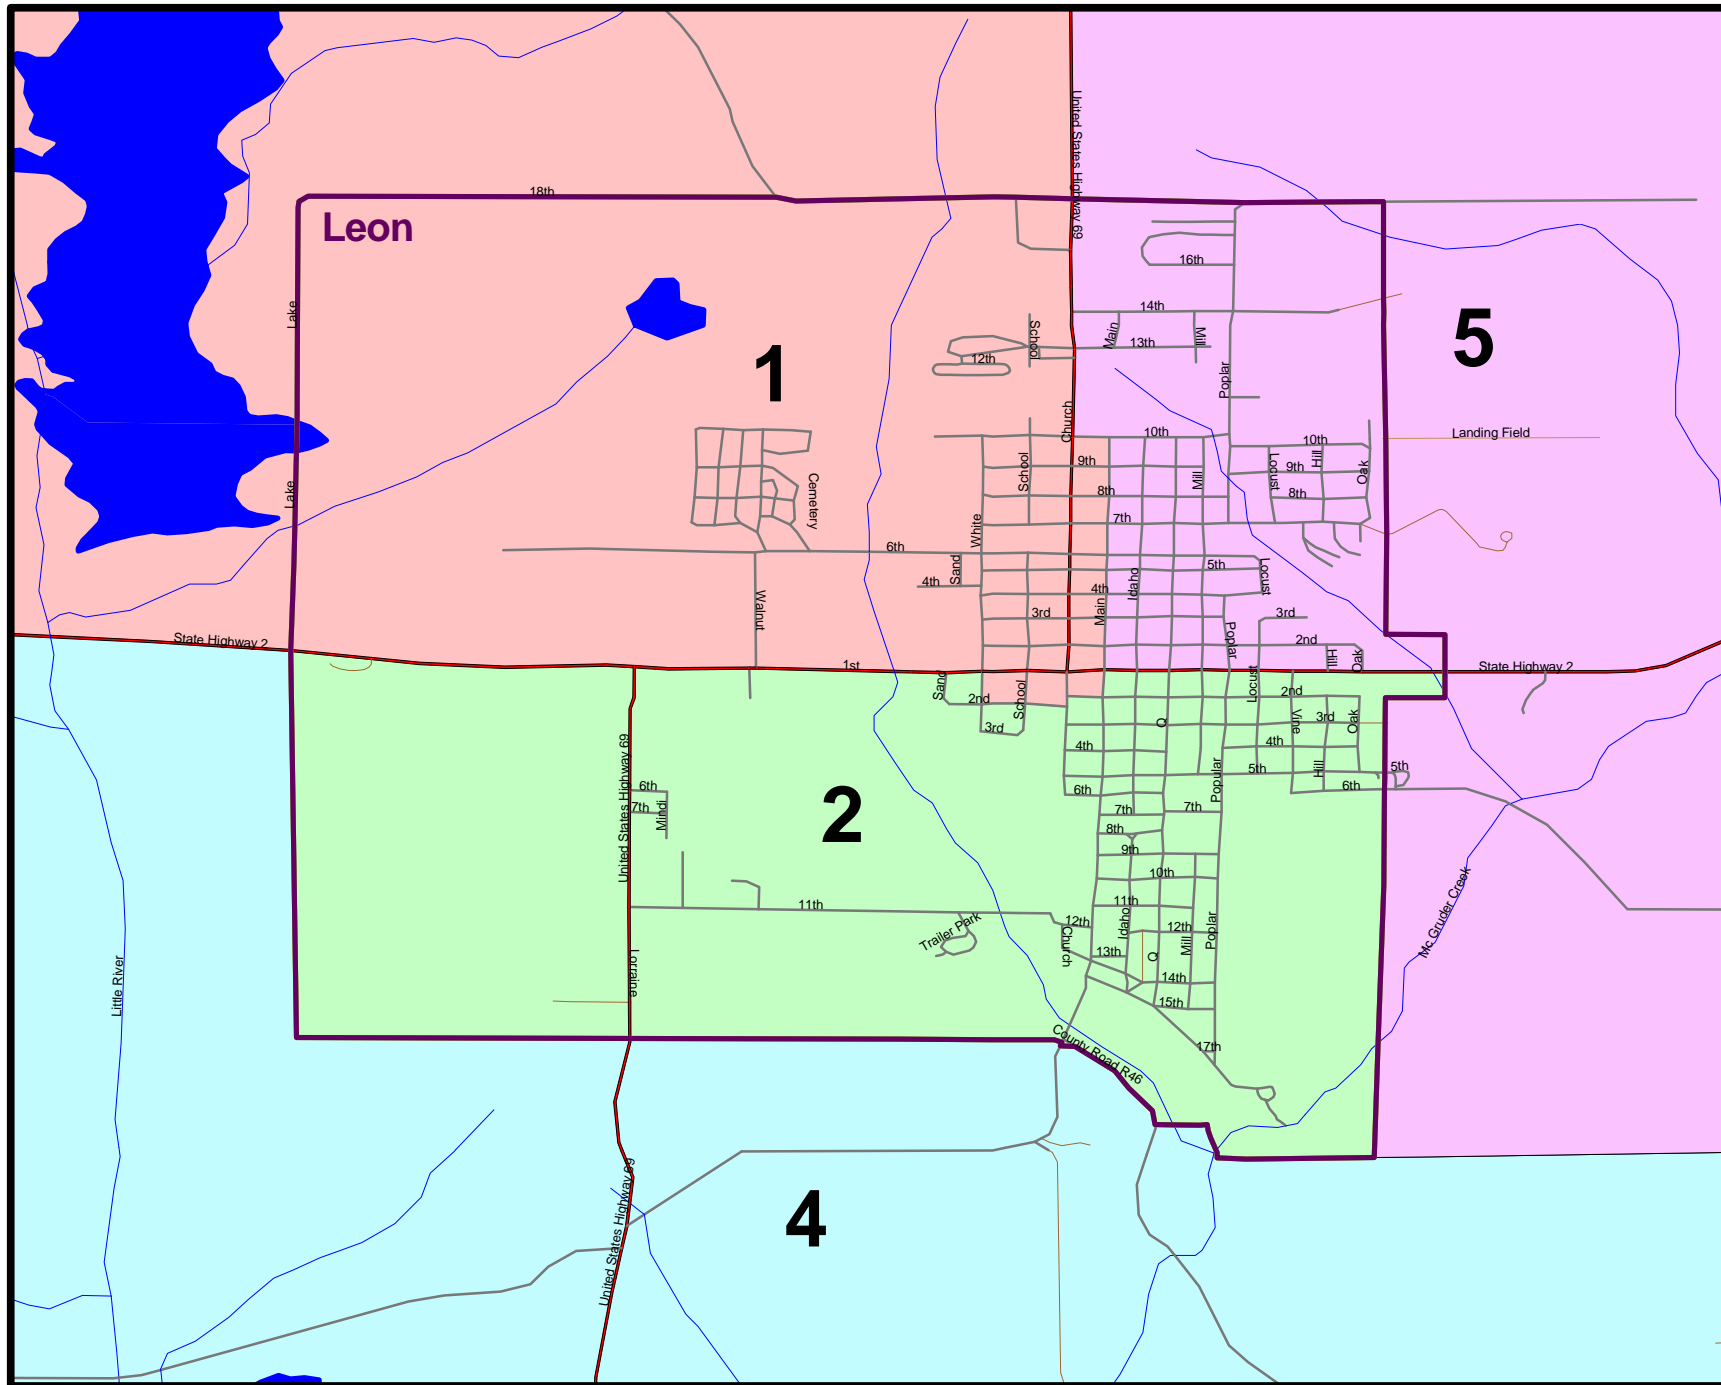 United States Highway 69
18th
Leon
16th
Lake
14th
School
Main
Mill
5
1
12th
13th
Poplar
Church
10th
10th
Landing Field
9th
School
Mill
Locust
9th
Hill
Oak
Lake
Cemetery
8th
8th
White
7th
6th
Sand
4th
5th
Locust
Idaho
4th
Walnut
3rd
Main
3rd
Poplar
State Highway 2
2nd
1st
Hill
Oak
State Highway 2
Sand
School
Locust
2nd
2nd
3rd
Q
Vine
3rd
Oak
4th
4th
United States Highway 69
5th
Hill
5th
6th
Popular
6th
6th
2
7th
Mindi
7th
7th
8th
9th
10th
Mc Gruder Creek
11th
11th
Trailer Park
12th
Idaho
12th
Poplar
Church
13th
Q
Mill
Little River
Lorraine
14th
15th
County Road R46
17th
4
United States Highway 69